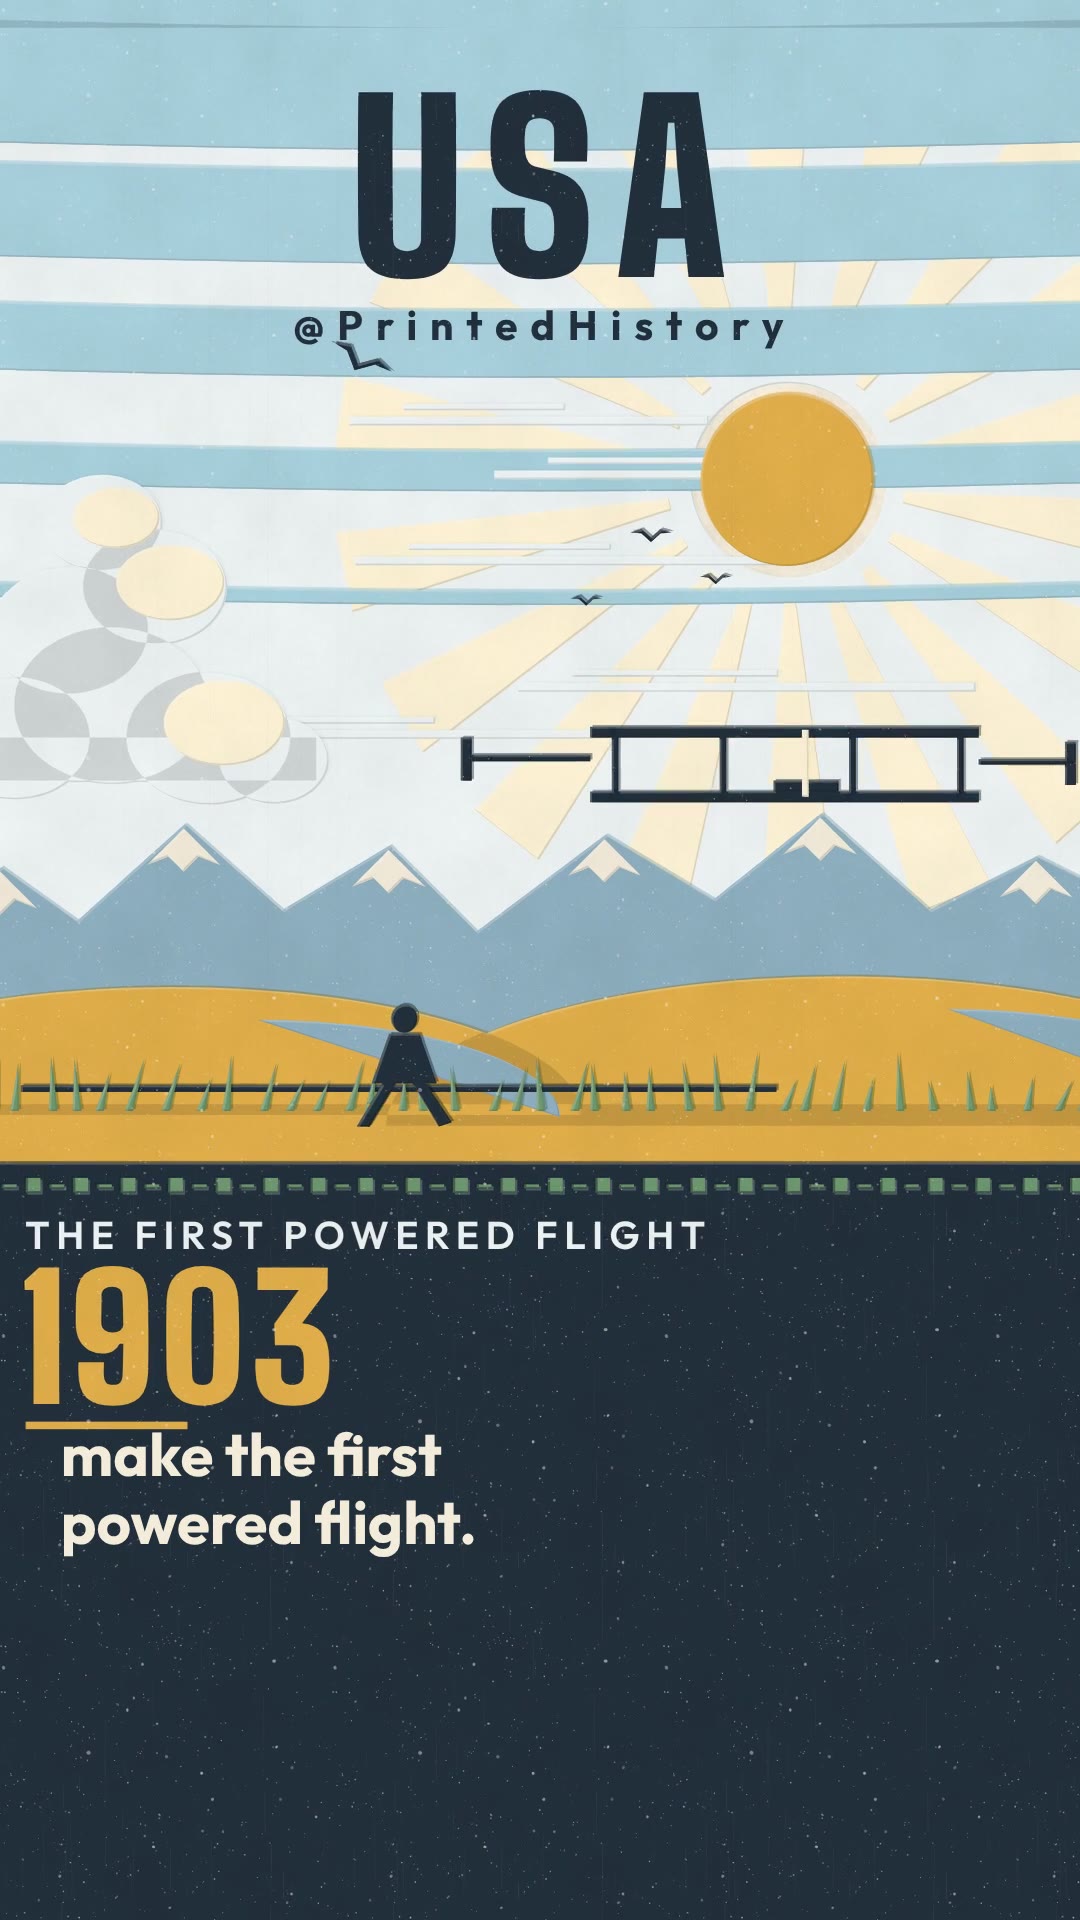 USA
@PrintedHistory
THE FIRST POWERED FLIGHT
1903
make the first
powered flight.